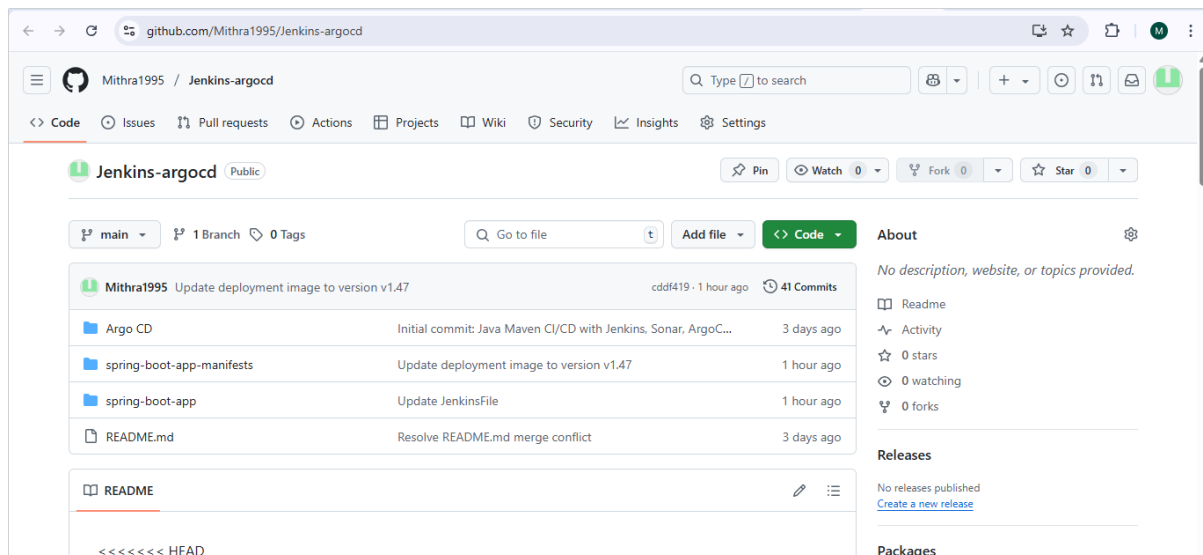 github.com/Mithra1995/Jenkins-argocd
M
Mithra1995 / Jenkins-argocd
Type / to search
Code Issues Pull requests Actions Projects Wiki Security Insights Settings
Jenkins-argocd Public
Pin Watch 0 Fork 0 Star 0
main 1 Branch 0 Tags Go to file t Add file Code
About
No description, website, or topics provided.
Mithra1995 Update deployment image to version v1.47 cddf419 · 1 hour ago 41 Commits
Argo CD Initial commit: Java Maven CI/CD with Jenkins, Sonar, ArgoC... 3 days ago
spring-boot-app-manifests Update deployment image to version v1.47 1 hour ago
spring-boot-app Update JenkinsFile 1 hour ago
README.md Resolve README.md merge conflict 3 days ago
Readme
Activity
0 stars
0 watching
0 forks
Releases
No releases published
Create a new release
README
<<<<<<< HEAD
Packages